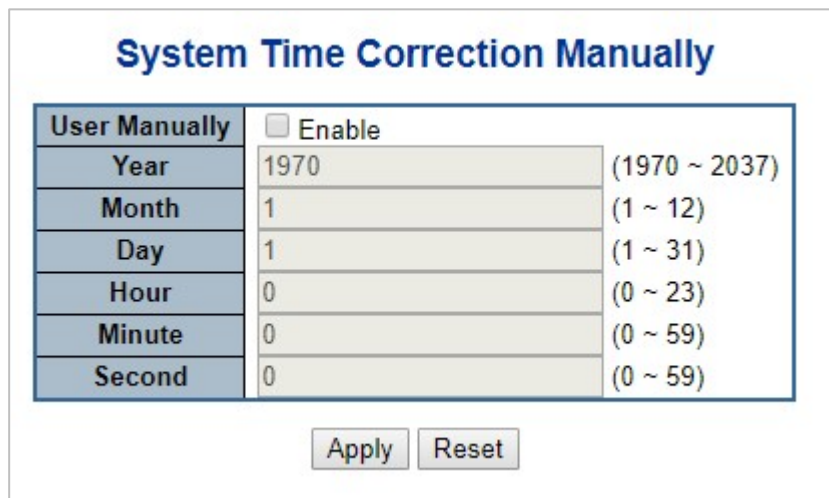 System Time Correction Manually
User Manually Enable
Year 1970 (1970 ~ 2037)
Month 1 (1 ~ 12)
Day 1 (1 ~ 31)
Hour 0 (0 ~ 23)
Minute 0 (0 ~ 59)
Second 0 (0 ~ 59)
Apply Reset